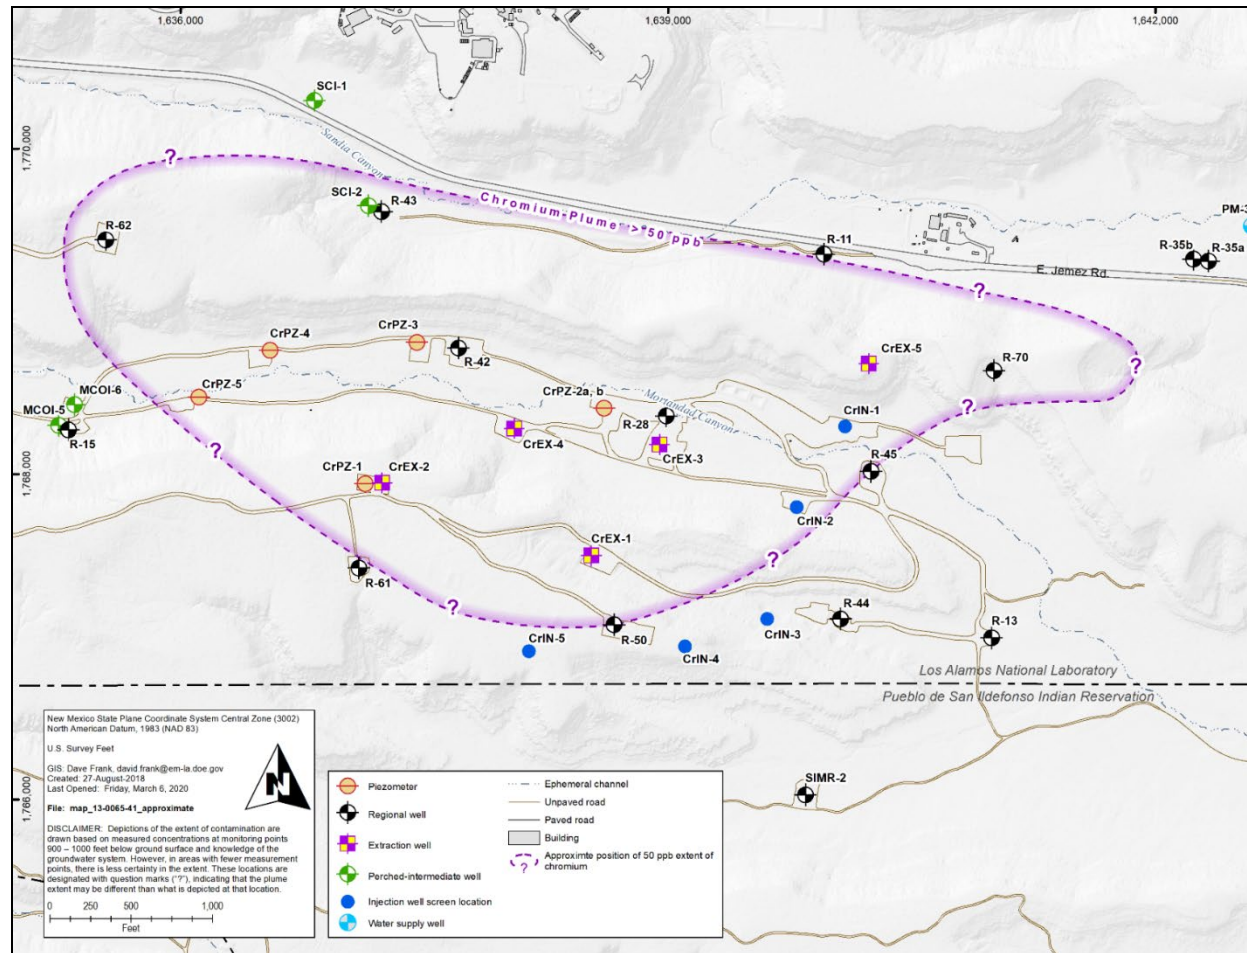 1,636,000
1,639,000
1,642,000
1,770,000
1,768,000
1,766,000
SCI-1
Sandia Canyon
?
SCI-2
R-43
Chromium Plume > 50 ppb
PM-3
R-62
R-11
R-35b
R-35a
E. Jemez Rd.
?
CrPZ-4
CrPZ-3
R-42
CrEX-5
R-70
?
CrPZ-5
MCOI-6
MCOI-5
R-15
CrPZ-2a, b
R-28
Mortandad Canyon
CrIN-1
?
CrEX-4
CrEX-3
?
R-45
CrPZ-1
CrEX-2
CrIN-2
CrEX-1
?
R-61
?
R-50
R-44
CrIN-3
R-13
CrIN-5
CrIN-4
Los Alamos National Laboratory
Pueblo de San Ildefonso Indian Reservation
SIMR-2
New Mexico State Plane Coordinate System Central Zone (3002)
North American Datum, 1983 (NAD 83)
U.S. Survey Feet
GIS: Dave Frank, david.frank@em-la.doe.gov
Created: 27-August-2018
Last Opened: Friday, March 6, 2020
File: map_13-0065-41_approximate
N
DISCLAIMER: Depictions of the extent of contamination are
drawn based on measured concentrations at monitoring points
900 – 1000 feet below ground surface and knowledge of the
groundwater system. However, in areas with fewer measurement
points, there is less certainty in the extent. These locations are
designated with question marks ("?"), indicating that the plume
extent may be different than what is depicted at that location.
0 250 500 1,000
Feet
Piezometer
Regional well
Extraction well
Perched-intermediate well
Injection well screen location
Water supply well
Ephemeral channel
Unpaved road
Paved road
Building
?
Approximte position of 50 ppb extent of
chromium